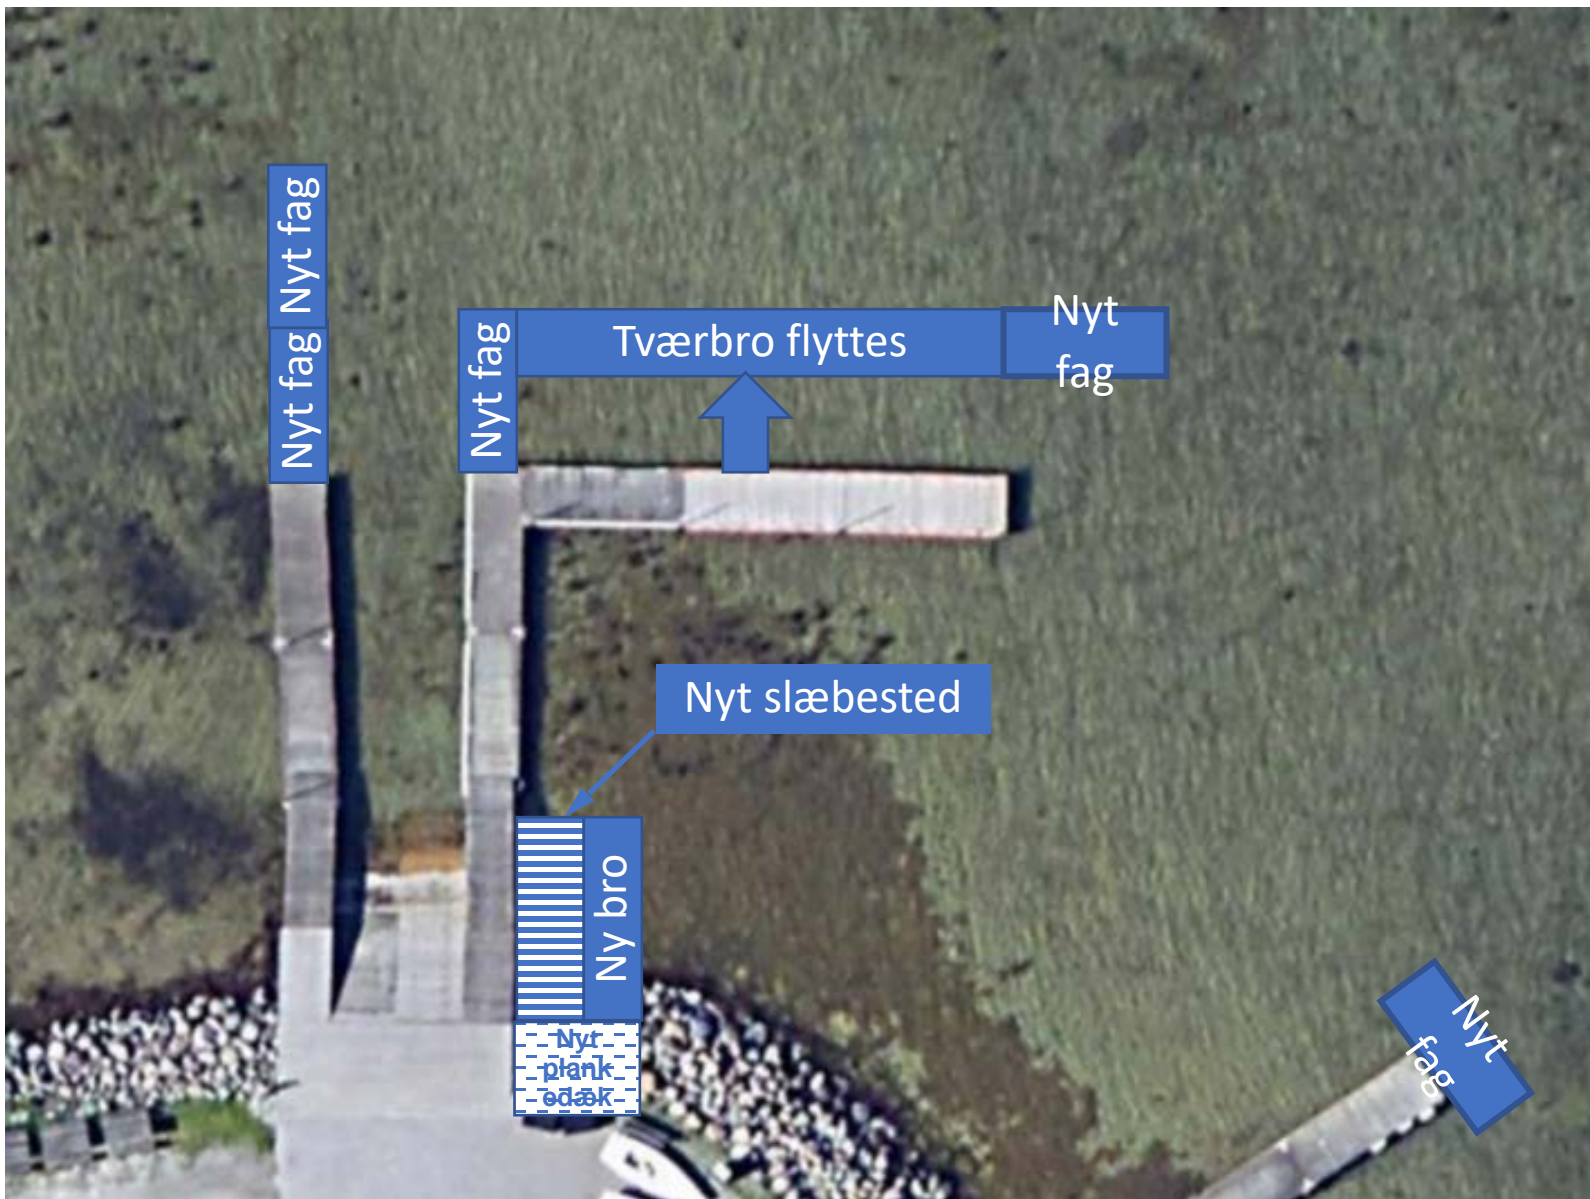 Nyt fag
Nyt fag
Nyt fag
Tværbro flyttes
Nyt
fag
Nyt slæbested
Ny bro
Nyt
plank
edæk
Nyt
fag